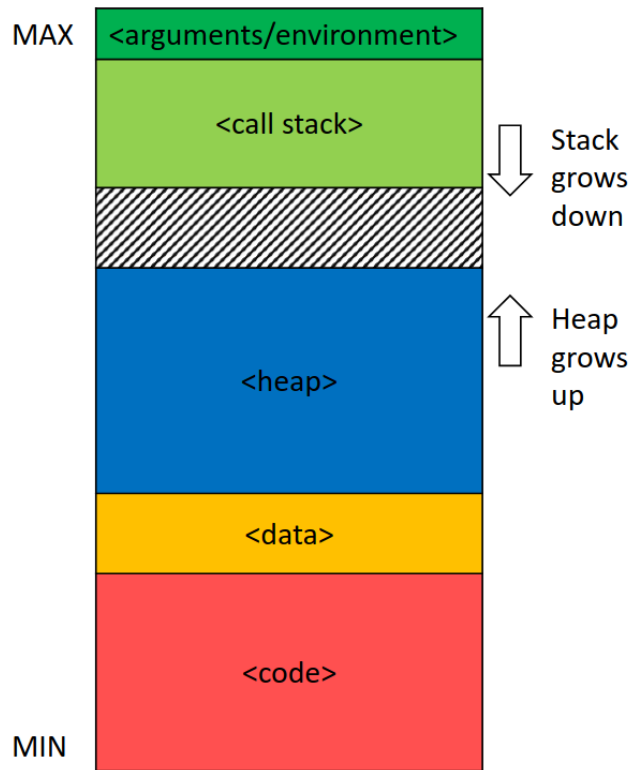 MAX
<arguments/environment>
<call stack>
Stack
grows
down
Heap
grows
up
<heap>
<data>
<code>
MIN